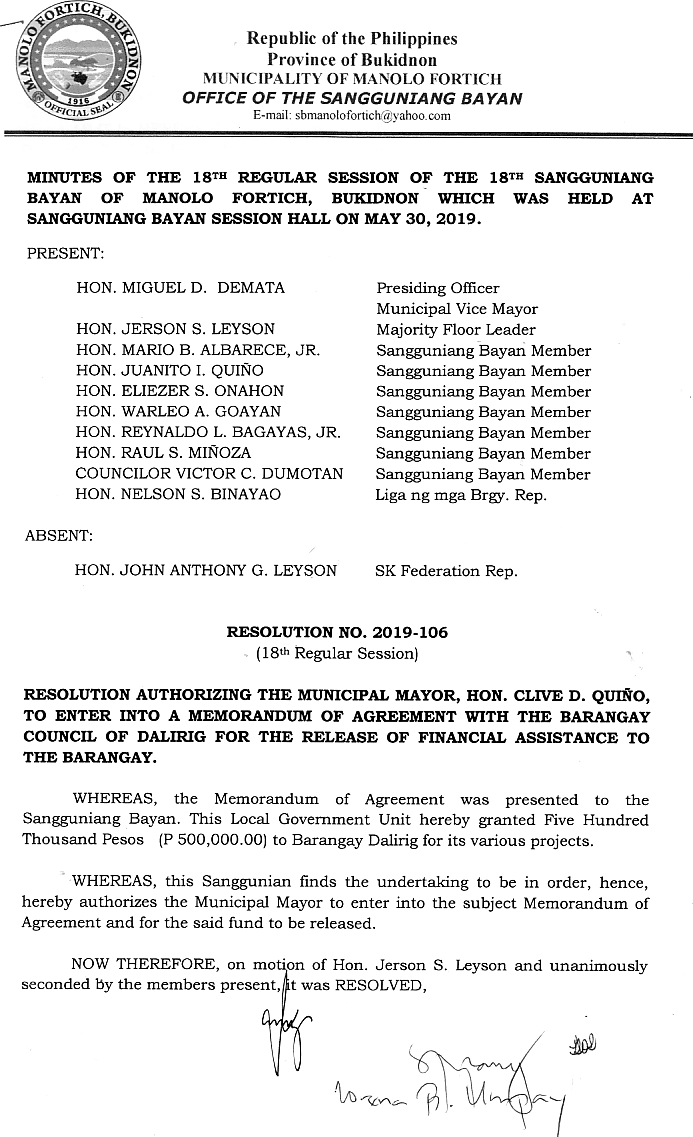 MANOLO FORTICH, BUKIDNON
1916
OFFICIAL SEAL
Republic of the Philippines
Province of Bukidnon
MUNICIPALITY OF MANOLO FORTICH
OFFICE OF THE SANGGUNIANG BAYAN
E-mail: sbmanolofortich@yahoo.com
MINUTES OF THE 18TH REGULAR SESSION OF THE 18TH SANGGUNIANG
BAYAN OF MANOLO FORTICH, BUKIDNON WHICH WAS HELD AT
SANGGUNIANG BAYAN SESSION HALL ON MAY 30, 2019.
PRESENT:
HON. MIGUEL D. DEMATA Presiding Officer
Municipal Vice Mayor
HON. JERSON S. LEYSON Majority Floor Leader
HON. MARIO B. ALBARECE, JR. Sangguniang Bayan Member
HON. JUANITO I. QUIÑO Sangguniang Bayan Member
HON. ELIEZER S. ONAHON Sangguniang Bayan Member
HON. WARLEO A. GOAYAN Sangguniang Bayan Member
HON. REYNALDO L. BAGAYAS, JR. Sangguniang Bayan Member
HON. RAUL S. MIÑOZA Sangguniang Bayan Member
COUNCILOR VICTOR C. DUMOTAN Sangguniang Bayan Member
HON. NELSON S. BINAYAO Liga ng mga Brgy. Rep.
ABSENT:
HON. JOHN ANTHONY G. LEYSON SK Federation Rep.
RESOLUTION NO. 2019-106
(18th Regular Session)
RESOLUTION AUTHORIZING THE MUNICIPAL MAYOR, HON. CLIVE D. QUIÑO,
TO ENTER INTO A MEMORANDUM OF AGREEMENT WITH THE BARANGAY
COUNCIL OF DALIRIG FOR THE RELEASE OF FINANCIAL ASSISTANCE TO
THE BARANGAY.
WHEREAS, the Memorandum of Agreement was presented to the
Sangguniang Bayan. This Local Government Unit hereby granted Five Hundred
Thousand Pesos (P 500,000.00) to Barangay Dalirig for its various projects.
WHEREAS, this Sanggunian finds the undertaking to be in order, hence,
hereby authorizes the Municipal Mayor to enter into the subject Memorandum of
Agreement and for the said fund to be released.
NOW THEREFORE, on motion of Hon. Jerson S. Leyson and unanimously
seconded by the members present, it was RESOLVED,